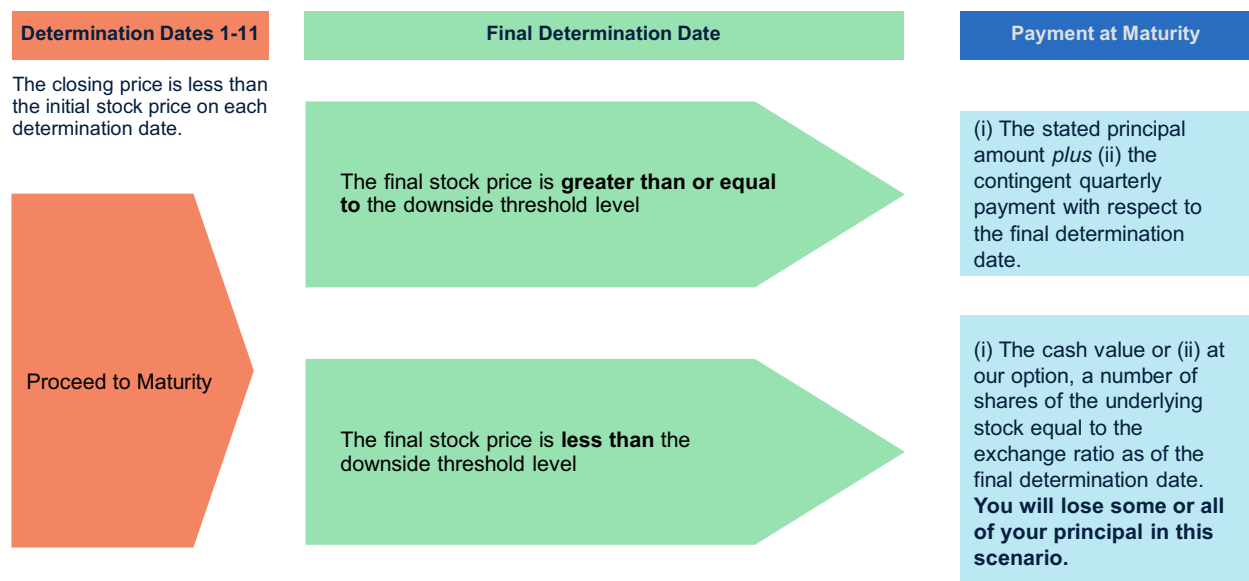 Determination Dates 1-11
Final Determination Date
Payment at Maturity
The closing price is less than
the initial stock price on each
determination date.
Proceed to Maturity
The final stock price is greater than or equal
to the downside threshold level
(i) The stated principal
amount plus (ii) the
contingent quarterly
payment with respect to
the final determination
date.
The final stock price is less than the
downside threshold level
(i) The cash value or (ii) at
our option, a number of
shares of the underlying
stock equal to the
exchange ratio as of the
final determination date.
You will lose some or all
of your principal in this
scenario.